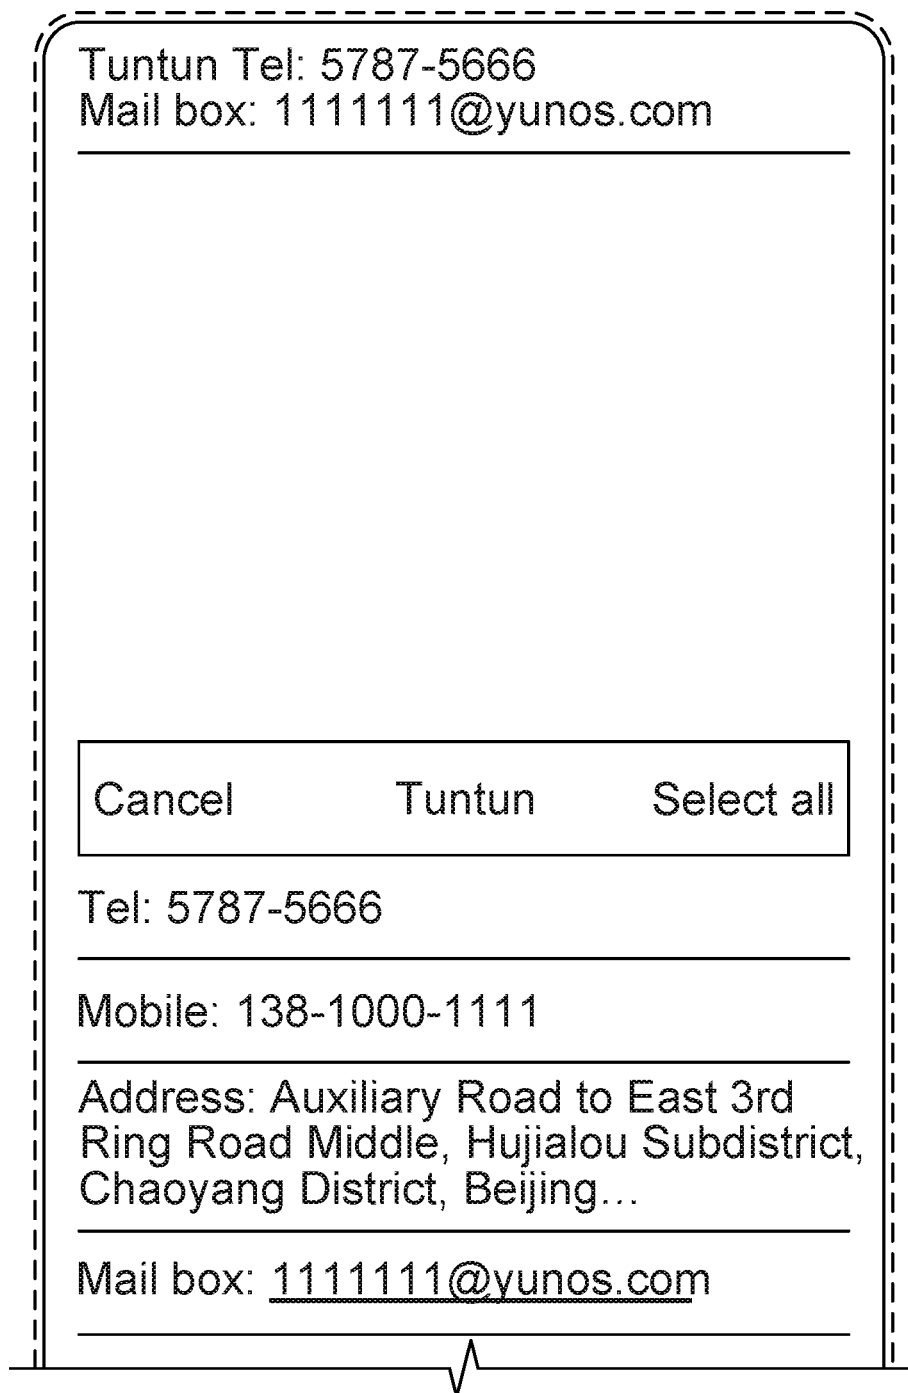 Tuntun Tel: 5787-5666
Mail box: 1111111@yunos.com
Cancel Tuntun Select all
Tel: 5787-5666
Mobile: 138-1000-1111
Address: Auxiliary Road to East 3rd
Ring Road Middle, Hujialou Subdistrict,
Chaoyang District, Beijing...
Mail box: 1111111@yunos.com